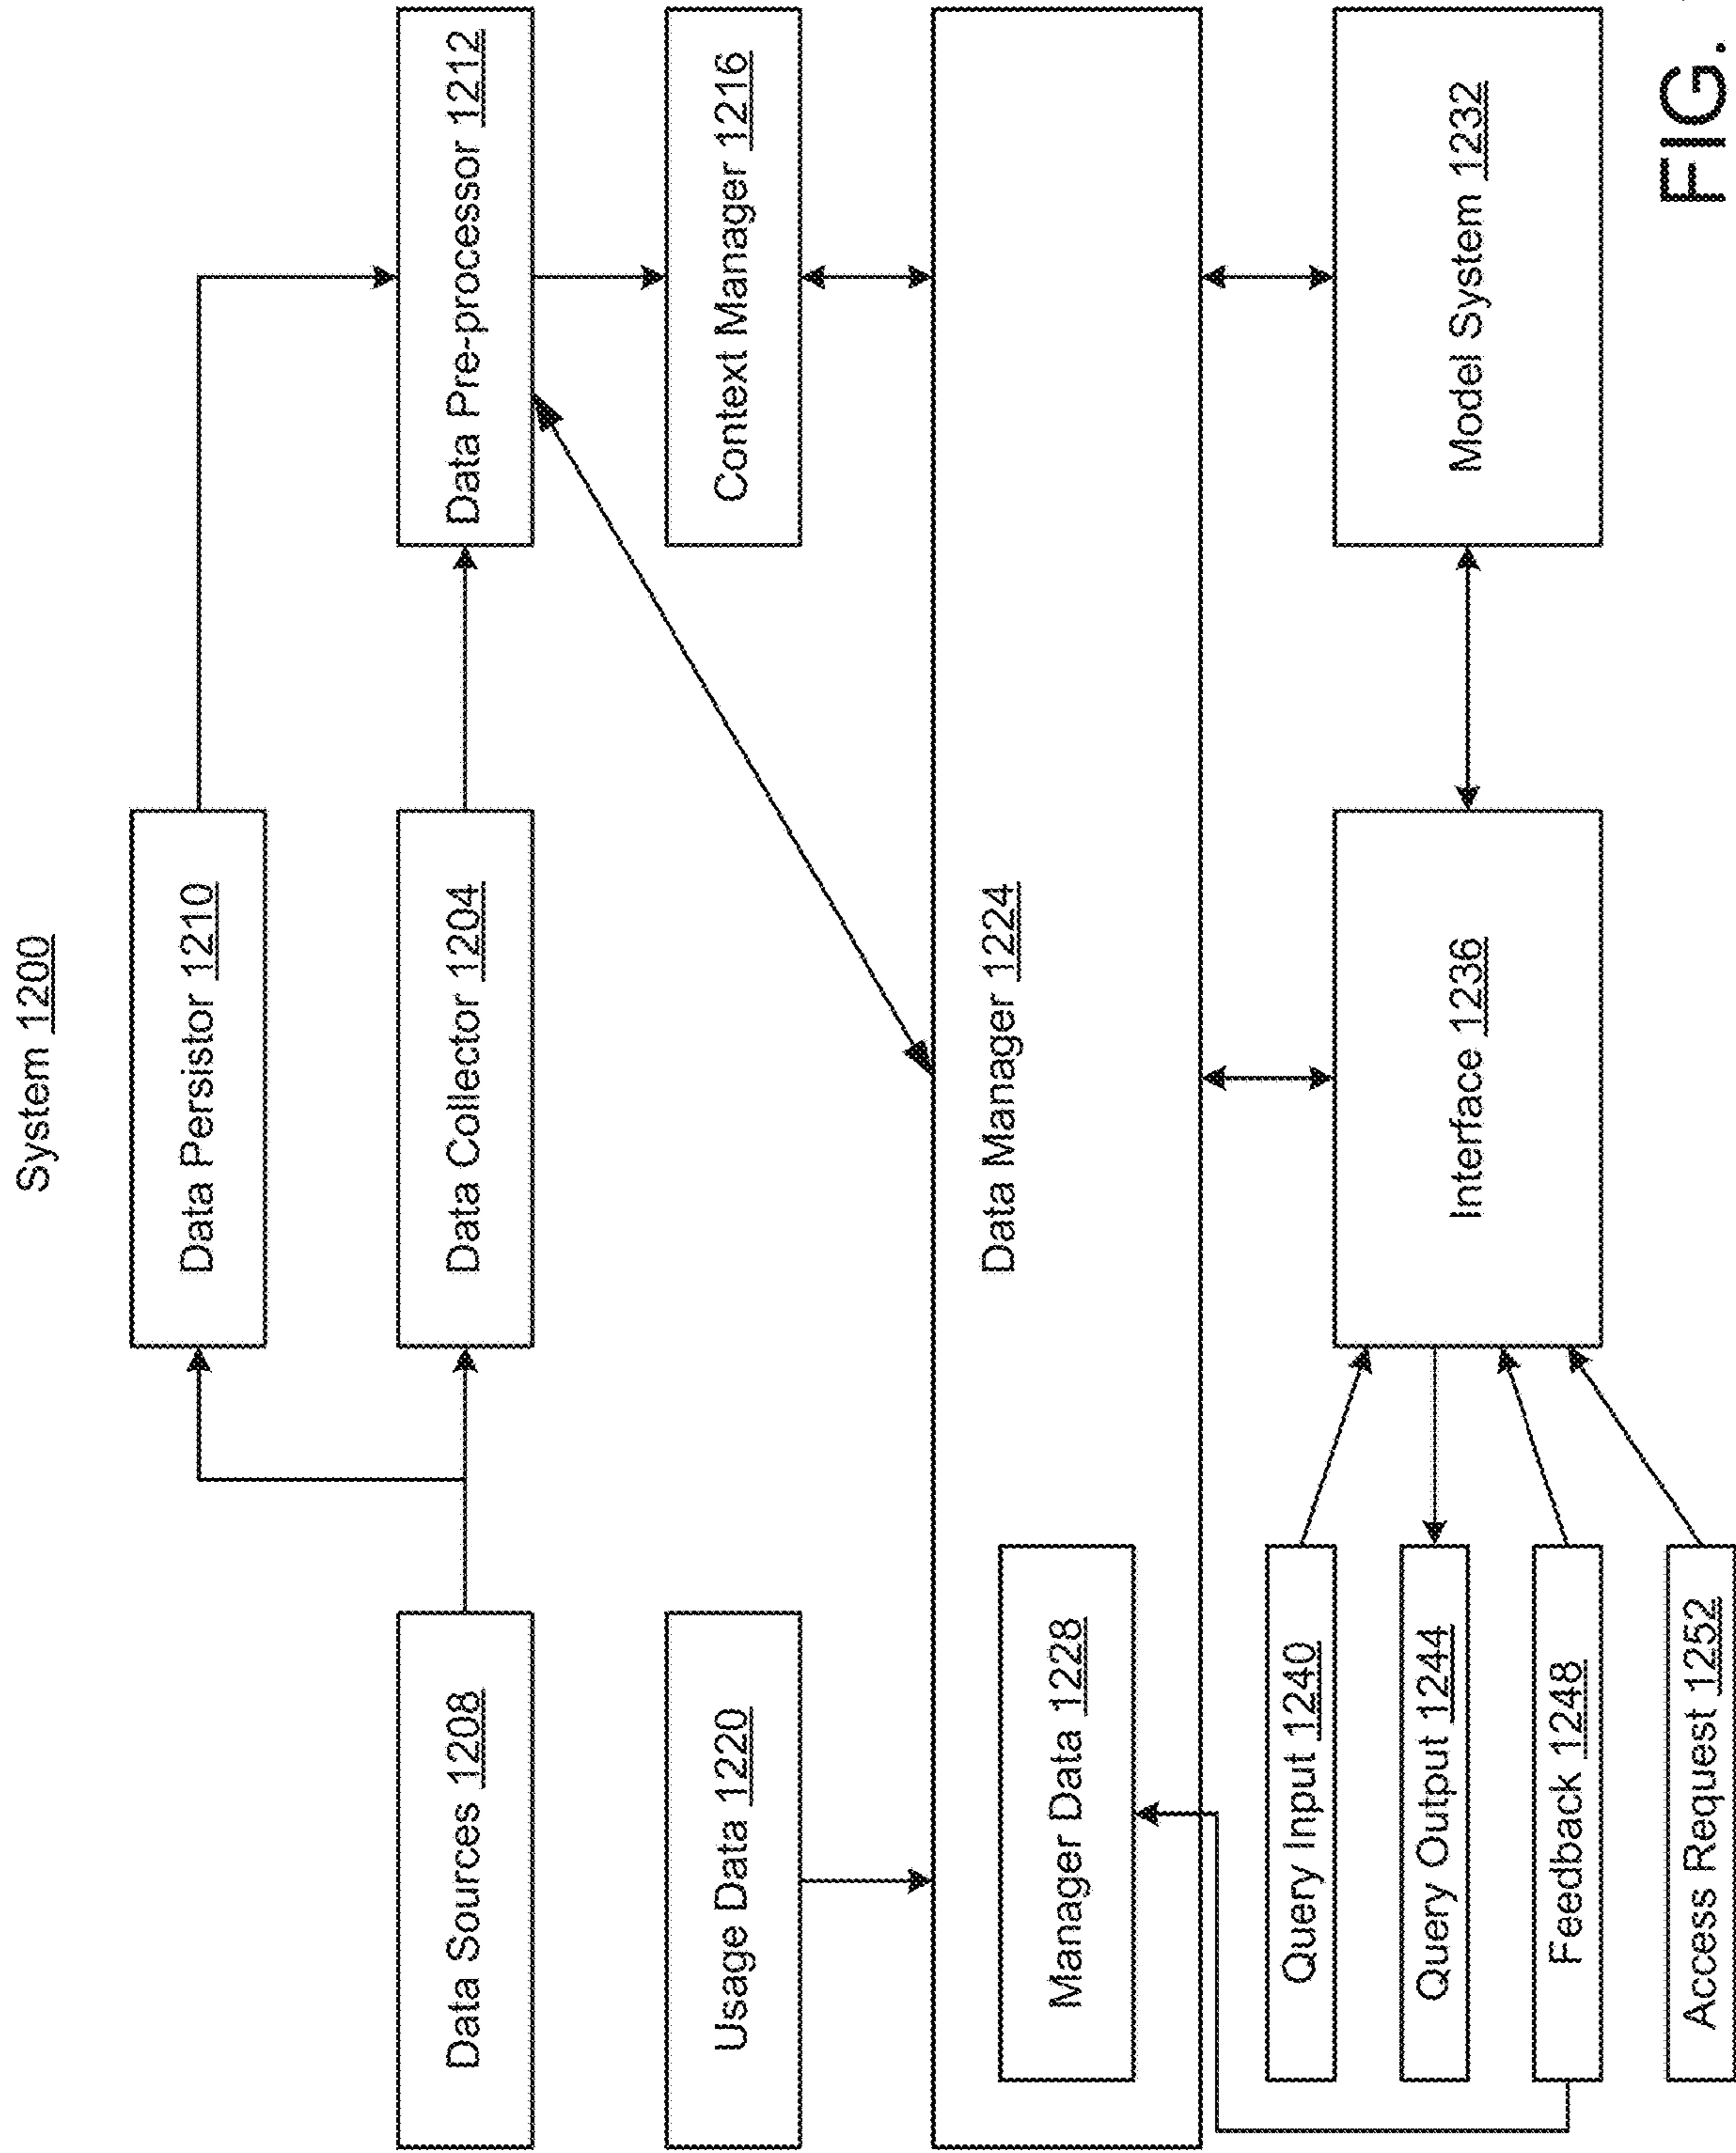 System 1200
Data Persistor 1210
Data Sources 1208
Data Collector 1204
Data Pre-processor 1212
Usage Data 1220
Context Manager 1216
Data Manager 1224
Manager Data 1228
Query Input 1240
Query Output 1244
Feedback 1248
Access Request 1252
Interface 1236
Model System 1232
FIG.